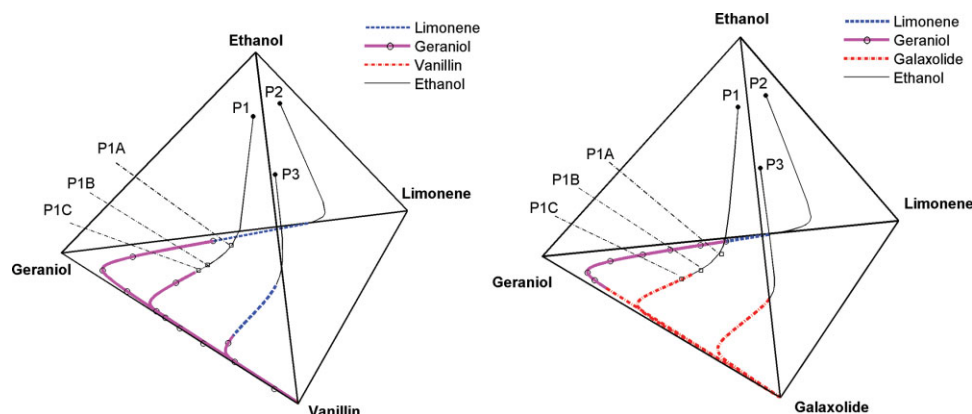 Limonene
Geraniol
Vanillin
Ethanol
Ethanol
P2
P1
P1A
P3
P1B
P1C
Limonene
Geraniol
Vanillin
Limonene
Geraniol
Galaxolide
Ethanol
Ethanol
P2
P1
P1A
P3
P1B
P1C
Limonene
Geraniol
Galaxolide